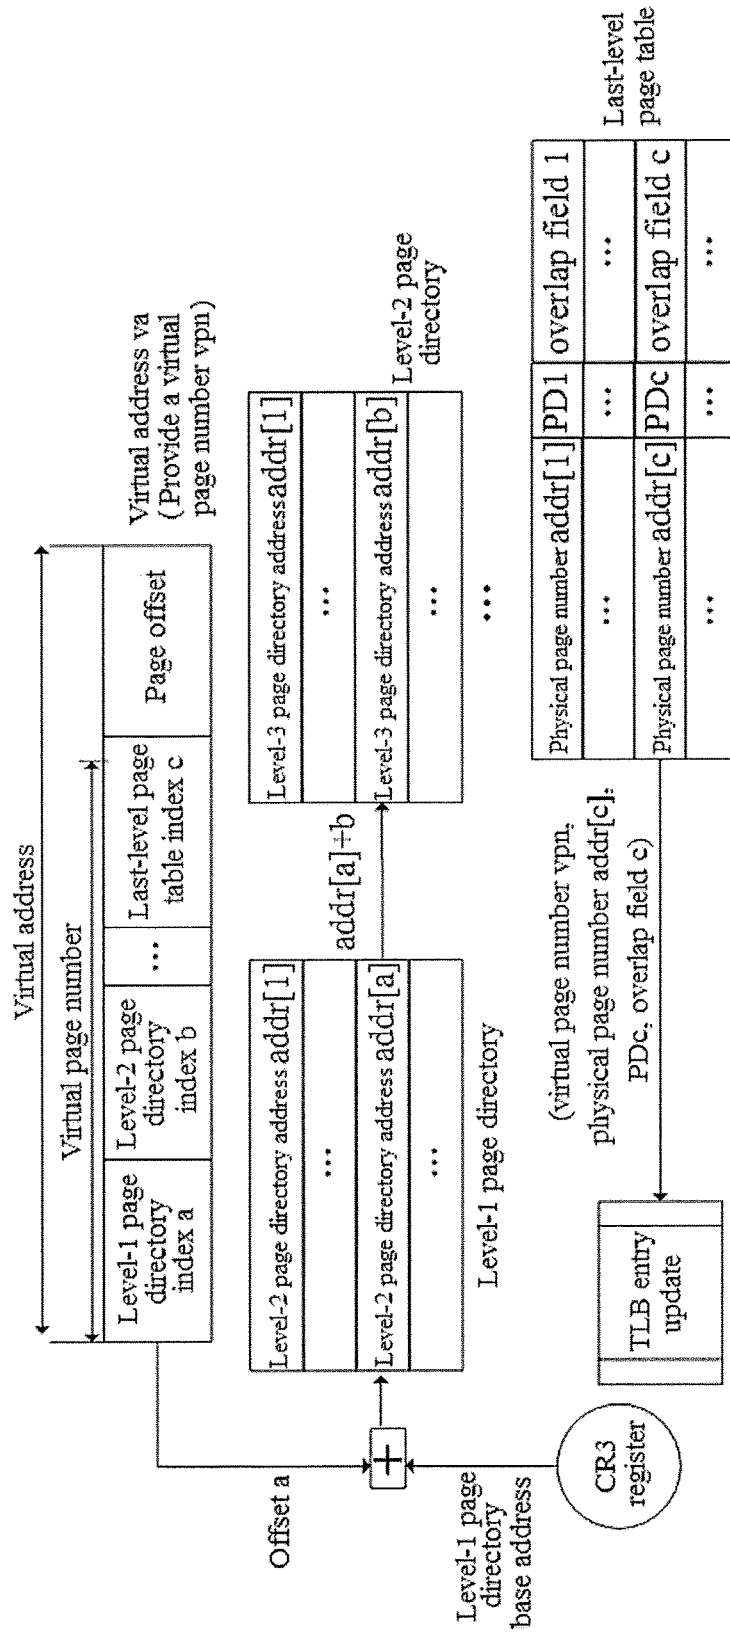 Virtual address
Virtual page number
Level-1 page
directory
index a
Level-2 page
directory
index b
...
Last-level page
table index c
Page offset
Virtual address va
(Provide a virtual
page number vpn)
Offset a
+
Level-1 page
directory
base address
CR3
register
Level-2 page directory address addr[1]
...
Level-2 page directory address addr[a]
...
Level-1 page directory
addr[a]+b
Level-3 page directory address addr[1]
...
Level-3 page directory address addr[b]
...
Level-2 page
directory
...
Physical page number addr[1] PD1 overlap field 1
... ... ...
Physical page number addr[c] PDc overlap field c
... ... ...
Last-level
page table
(virtual page number vpn,
physical page number addr[c],
PDc, overlap field c)
TLB entry
update